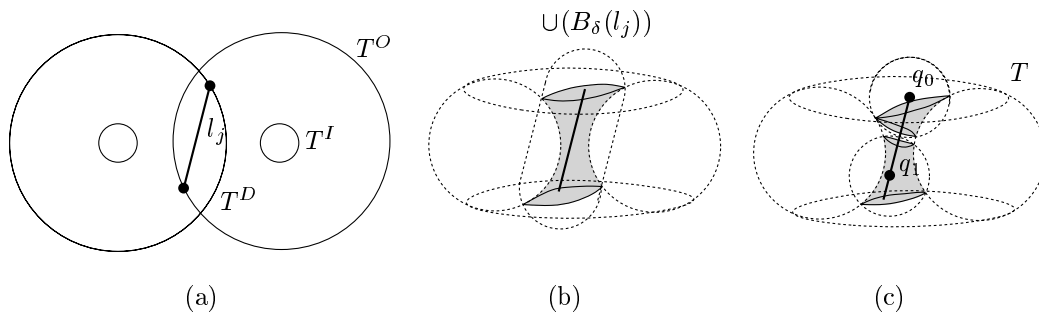 T^O
l_j
T^I
T^D
(a)
∪(B_δ(l_j))
(b)
q_0
T
q_1
(c)